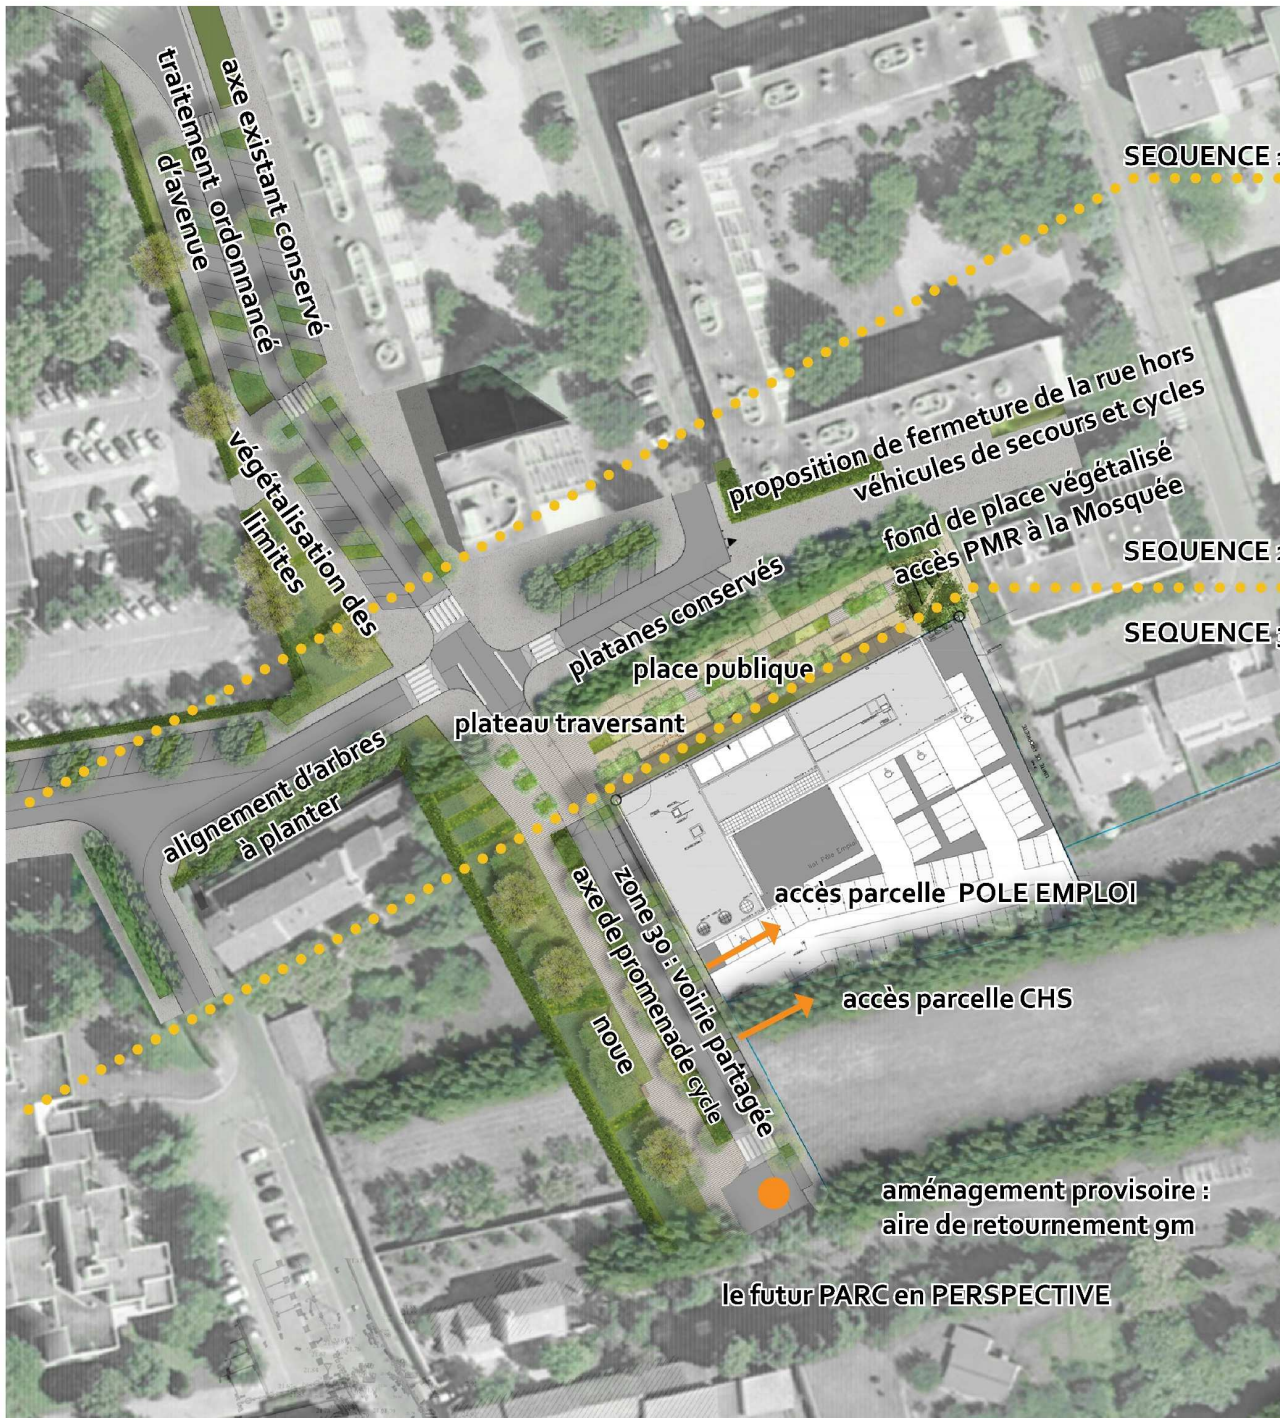 axe existant conservé
traitement ordonnancé
d'avenue
SEQUENCE
proposition de fermeture de la rue hors
véhicules de secours et cycles
végétalisation des
limites
fond de place végétalisé
accès PMR à la Mosquée
SEQUENCE
platanes conservés
SEQUENCE
place publique
plateau traversant
alignement d'arbres
à planter
accès parcelle POLE EMPLOI
zone 30 : voirie partagée
axe de promenade cycle
noue
accès parcelle CHS
aménagement provisoire :
aire de retournement 9m
le futur PARC en PERSPECTIVE